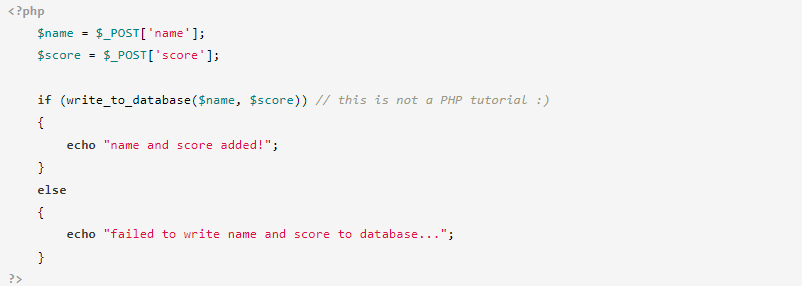 <?php
    $name = $_POST['name'];
    $score = $_POST['score'];

    if (write_to_database($name, $score)) // this is not a PHP tutorial :)
    {
        echo "name and score added!";
    }
    else
    {
        echo "failed to write name and score to database...";
    }
?>